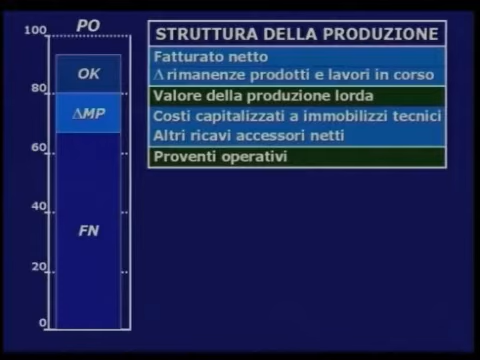 PO
100
80
60
40
20
0
OK
∆MP
FN
STRUTTURA DELLA PRODUZIONE
Fatturato netto
∆ rimanenze prodotti e lavori in corso
Valore della produzione lorda
Costi capitalizzati a immobilizzi tecnici
Altri ricavi accessori netti
Proventi operativi